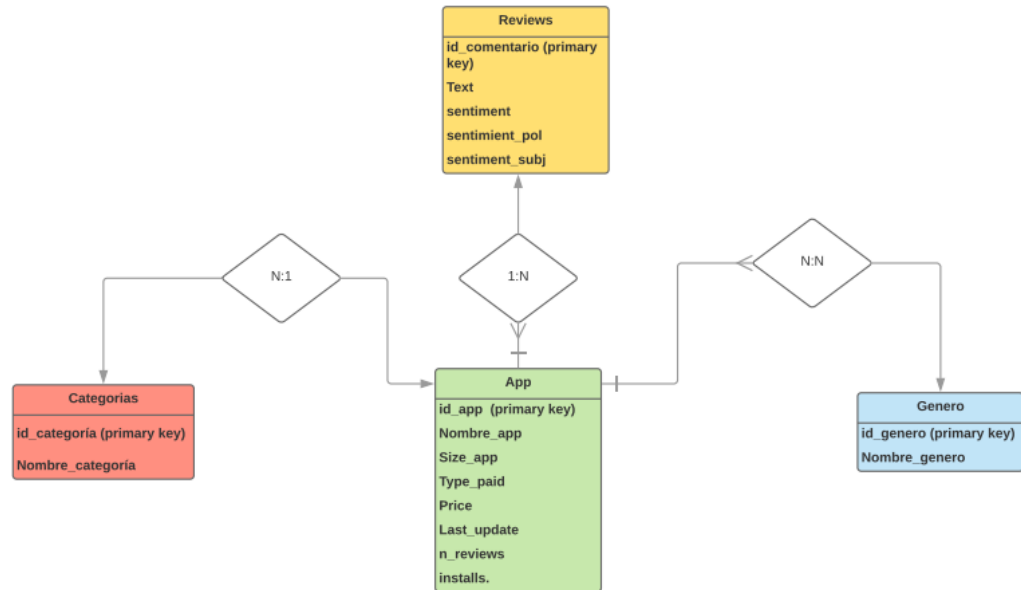 Reviews
id_comentario (primary
key)
Text
sentiment
sentimient_pol
sentiment_subj
N:1
1:N
N:N
Categorias
id_categoría (primary key)
Nombre_categoría
App
id_app (primary key)
Nombre_app
Size_app
Type_paid
Price
Last_update
n_reviews
installs.
Genero
id_genero (primary key)
Nombre_genero